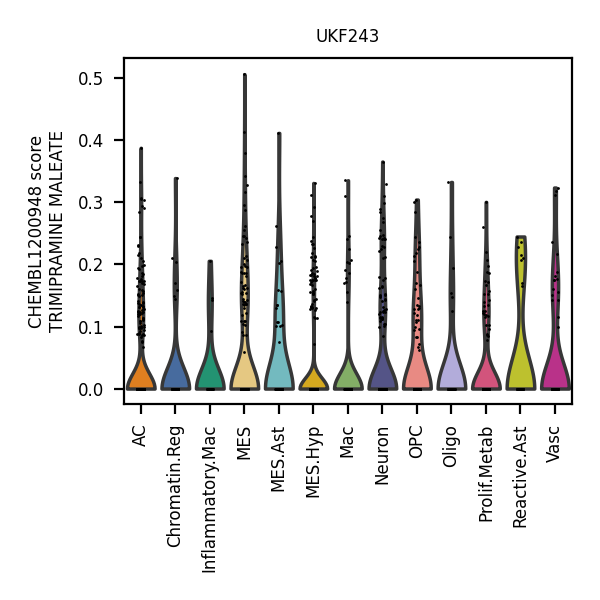 UKF243
CHEMBL1200948 score
TRIMIPRAMINE MALEATE
0.5
0.4
0.3
0.2
0.1
0.0
AC
Chromatin.Reg
Inflammatory.Mac
MES
MES.Ast
MES.Hyp
Mac
Neuron
OPC
Oligo
Prolif.Metab
Reactive.Ast
Vasc